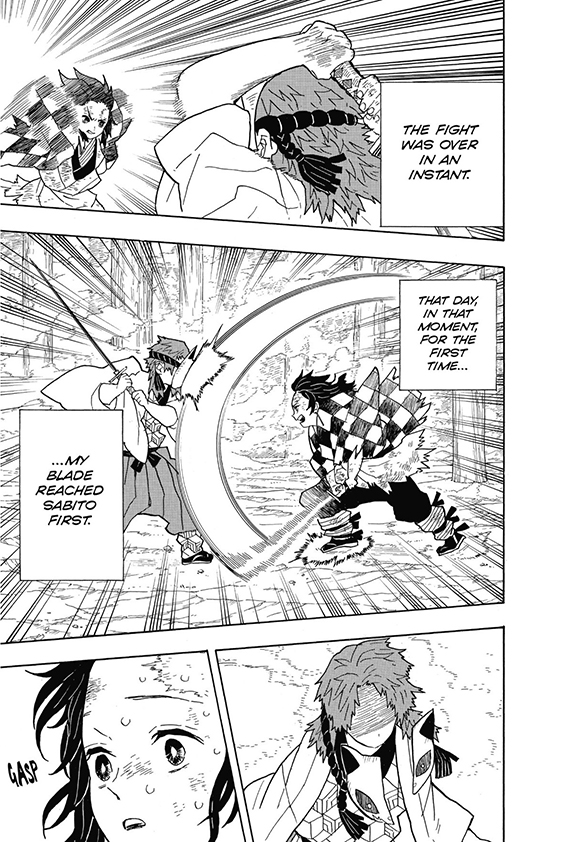 THE FIGHT
WAS OVER
IN AN
INSTANT.
THAT DAY,
IN THAT
MOMENT,
FOR THE
FIRST
TIME...
...MY
BLADE
REACHED
SABITO
FIRST.
GASP